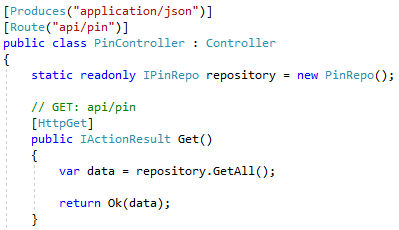 [Produces("application/json")]
[Route("api/pin")]
public class PinController : Controller
{
    static readonly IPinRepo repository = new PinRepo();

    // GET: api/pin
    [HttpGet]
    public IActionResult Get()
    {
        var data = repository.GetAll();

        return Ok(data);
    }